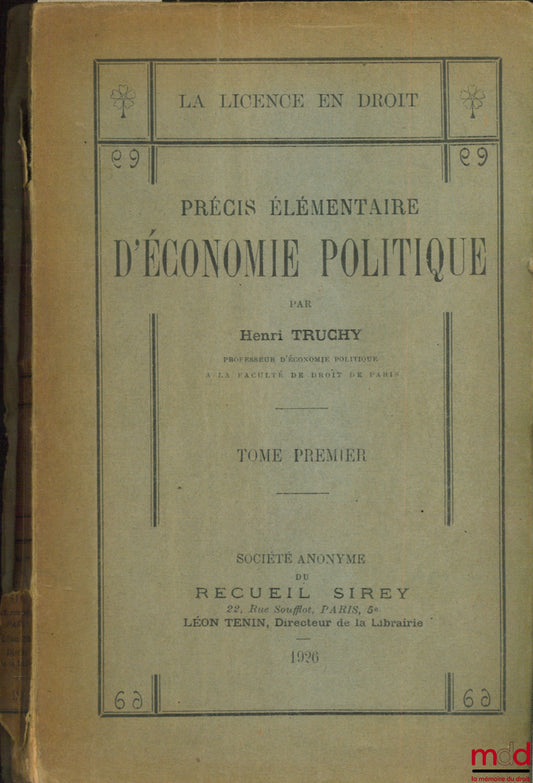 LA LICENCE EN DROIT
PRÉCIS ÉLÉMENTAIRE
D'ÉCONOMIE POLITIQUE
PAR
Henri TRUCHY
PROFESSEUR D'ÉCONOMIE POLITIQUE
A LA FACULTÉ DE DROIT DE PARIS
TOME PREMIER
SOCIÉTÉ ANONYME
DU
RECUEIL SIREY
22, Rue Soufflot, PARIS, 5e
LÉON TENIN, Directeur de la Librairie
1926
mdd
la mémoire du droit